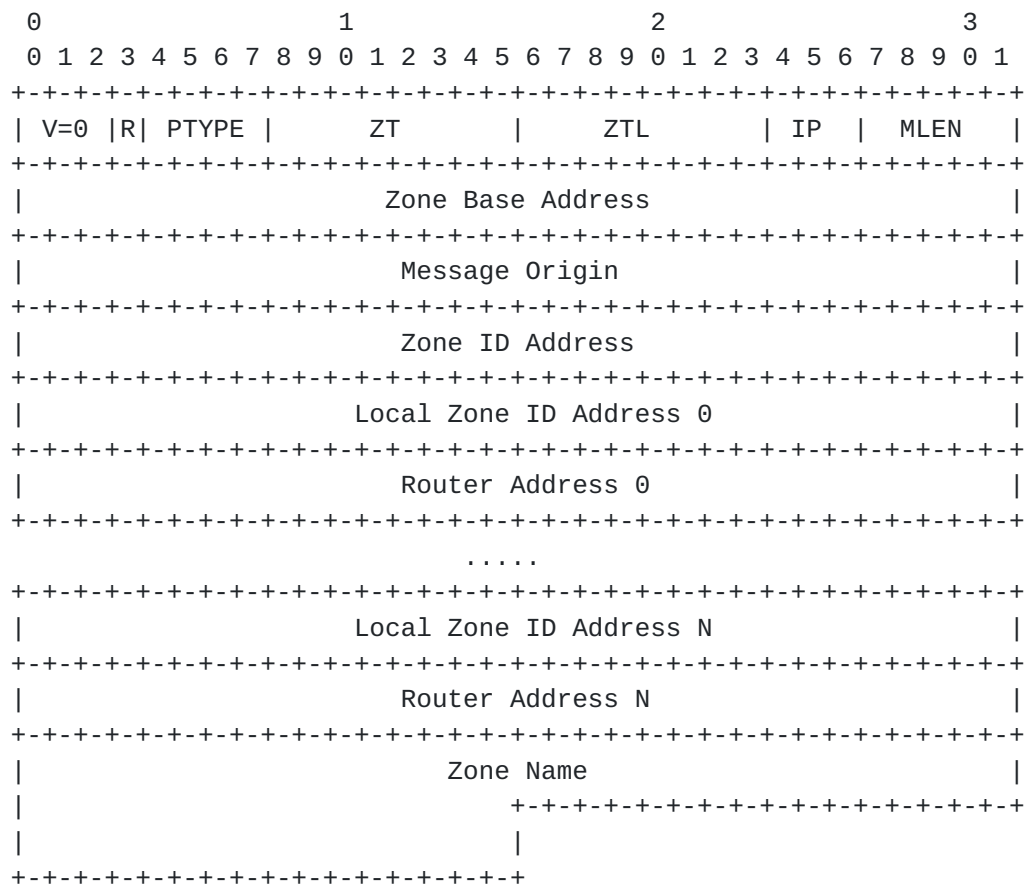 0                   1                   2                   3
 0 1 2 3 4 5 6 7 8 9 0 1 2 3 4 5 6 7 8 9 0 1 2 3 4 5 6 7 8 9 0 1
+-+-+-+-+-+-+-+-+-+-+-+-+-+-+-+-+-+-+-+-+-+-+-+-+-+-+-+-+-+-+-+-+
| V=0 |R| PTYPE |      ZT       |     ZTL       | IP  |  MLEN   |
+-+-+-+-+-+-+-+-+-+-+-+-+-+-+-+-+-+-+-+-+-+-+-+-+-+-+-+-+-+-+-+-+
|                       Zone Base Address                       |
+-+-+-+-+-+-+-+-+-+-+-+-+-+-+-+-+-+-+-+-+-+-+-+-+-+-+-+-+-+-+-+-+
|                        Message Origin                         |
+-+-+-+-+-+-+-+-+-+-+-+-+-+-+-+-+-+-+-+-+-+-+-+-+-+-+-+-+-+-+-+-+
|                        Zone ID Address                        |
+-+-+-+-+-+-+-+-+-+-+-+-+-+-+-+-+-+-+-+-+-+-+-+-+-+-+-+-+-+-+-+-+
|                     Local Zone ID Address 0                   |
+-+-+-+-+-+-+-+-+-+-+-+-+-+-+-+-+-+-+-+-+-+-+-+-+-+-+-+-+-+-+-+-+
|                        Router Address 0                       |
+-+-+-+-+-+-+-+-+-+-+-+-+-+-+-+-+-+-+-+-+-+-+-+-+-+-+-+-+-+-+-+-+
                             .....
+-+-+-+-+-+-+-+-+-+-+-+-+-+-+-+-+-+-+-+-+-+-+-+-+-+-+-+-+-+-+-+-+
|                     Local Zone ID Address N                   |
+-+-+-+-+-+-+-+-+-+-+-+-+-+-+-+-+-+-+-+-+-+-+-+-+-+-+-+-+-+-+-+-+
|                        Router Address N                       |
+-+-+-+-+-+-+-+-+-+-+-+-+-+-+-+-+-+-+-+-+-+-+-+-+-+-+-+-+-+-+-+-+
|                           Zone Name                           |
|                               +-+-+-+-+-+-+-+-+-+-+-+-+-+-+-+-+
|                               |
+-+-+-+-+-+-+-+-+-+-+-+-+-+-+-+-+